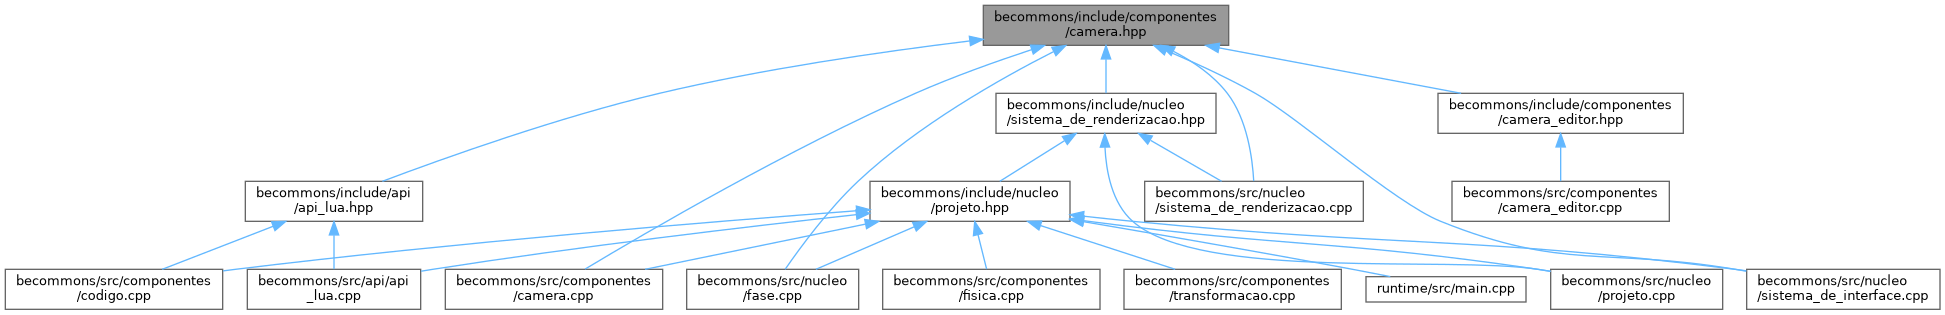 becommons/include/componentes
/camera.hpp
becommons/include/nucleo
/sistema_de_renderizacao.hpp
becommons/include/componentes
/camera_editor.hpp
becommons/include/api
/api_lua.hpp
becommons/include/nucleo
/projeto.hpp
becommons/src/nucleo
/sistema_de_renderizacao.cpp
becommons/src/componentes
/camera_editor.cpp
becommons/src/componentes
/codigo.cpp
becommons/src/api/api
_lua.cpp
becommons/src/componentes
/camera.cpp
becommons/src/nucleo
/fase.cpp
becommons/src/componentes
/fisica.cpp
becommons/src/componentes
/transformacao.cpp
runtime/src/main.cpp
becommons/src/nucleo
/projeto.cpp
becommons/src/nucleo
/sistema_de_interface.cpp